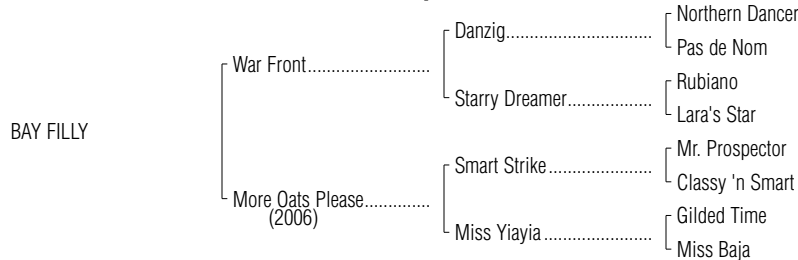 Northern Dancer
Danzig..............................
Pas de Nom
War Front.........................
Rubiano
Starry Dreamer.................
Lara's Star
BAY FILLY
Mr. Prospector
Smart Strike.....................
Classy 'n Smart
More Oats Please.............
(2006)
Gilded Time
Miss Yiayia ......................
Miss Baja